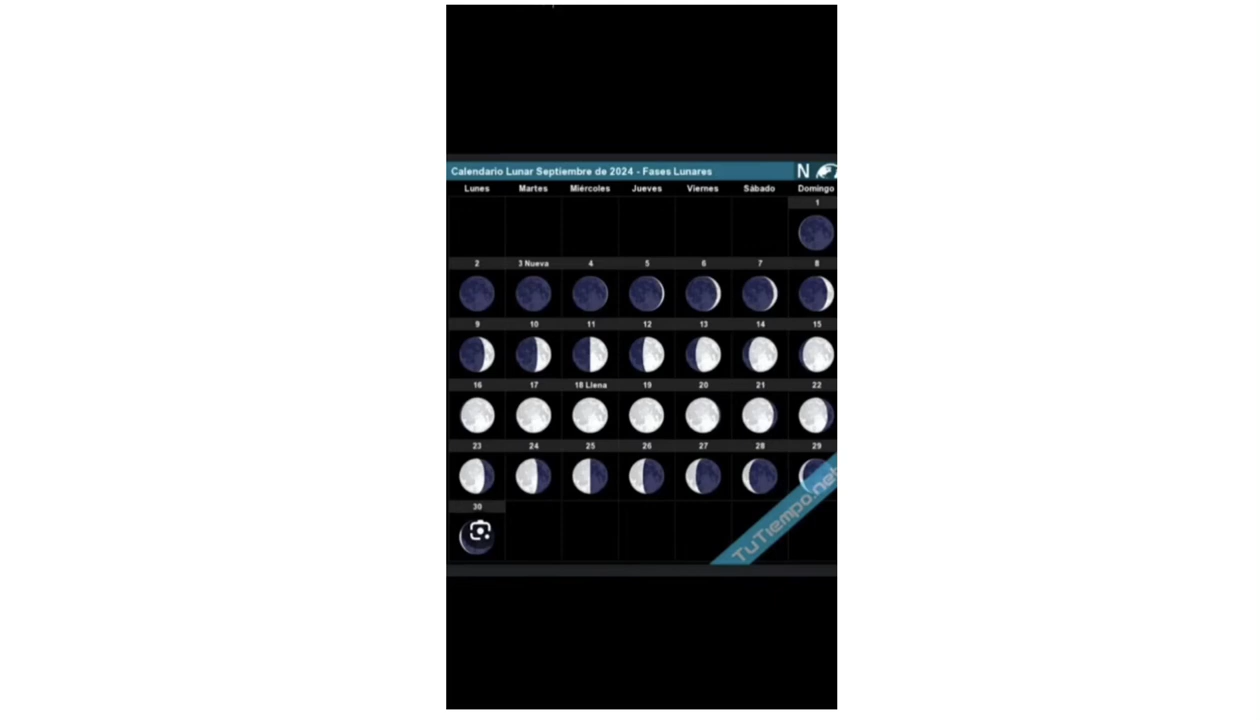 Calendario Lunar Septiembre de 2024 - Fases Lunares N
Lunes Martes Miércoles Jueves Viernes Sábado Domingo
1
2 3 Nueva 4 5 6 7 8
9 10 11 12 13 14 15
16 17 18 Llena 19 20 21 22
23 24 25 26 27 28 29
30
TuTiempo.net